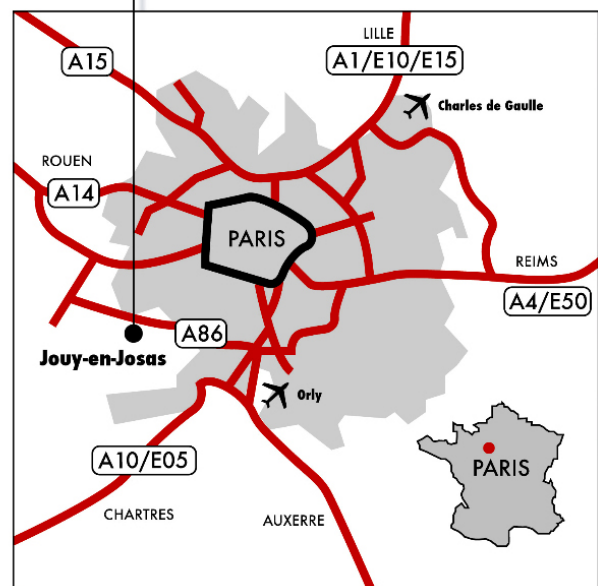 LILLE
A15
A1/E10/E15
Charles de Gaulle
ROUEN
A14
PARIS
REIMS
A4/E50
A86
Jouy-en-Josas
Orly
A10/E05
PARIS
CHARTRES
AUXERRE